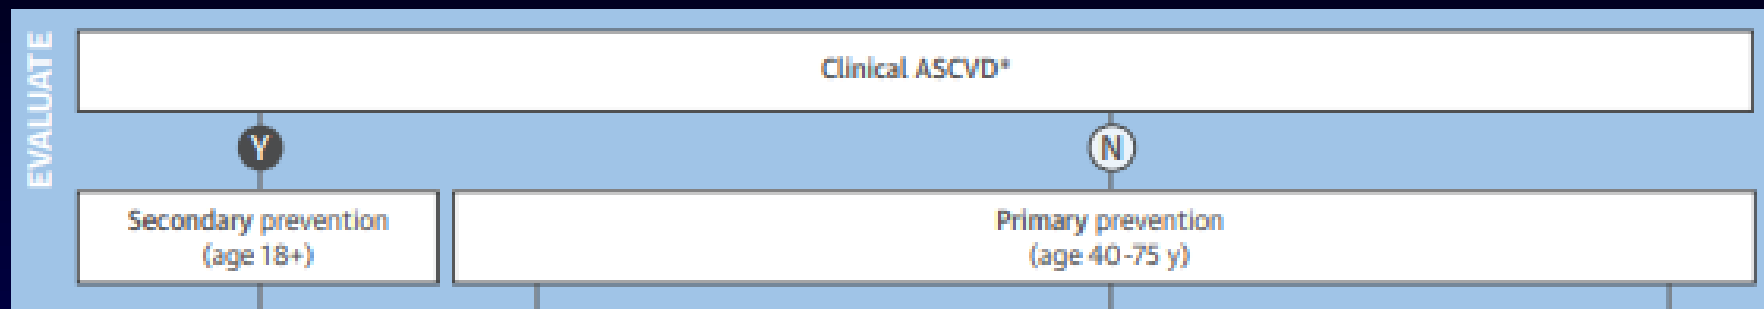 EVALUATE
Clinical ASCVD*
Y
N
Secondary prevention
(age 18+)
Primary prevention
(age 40-75 y)